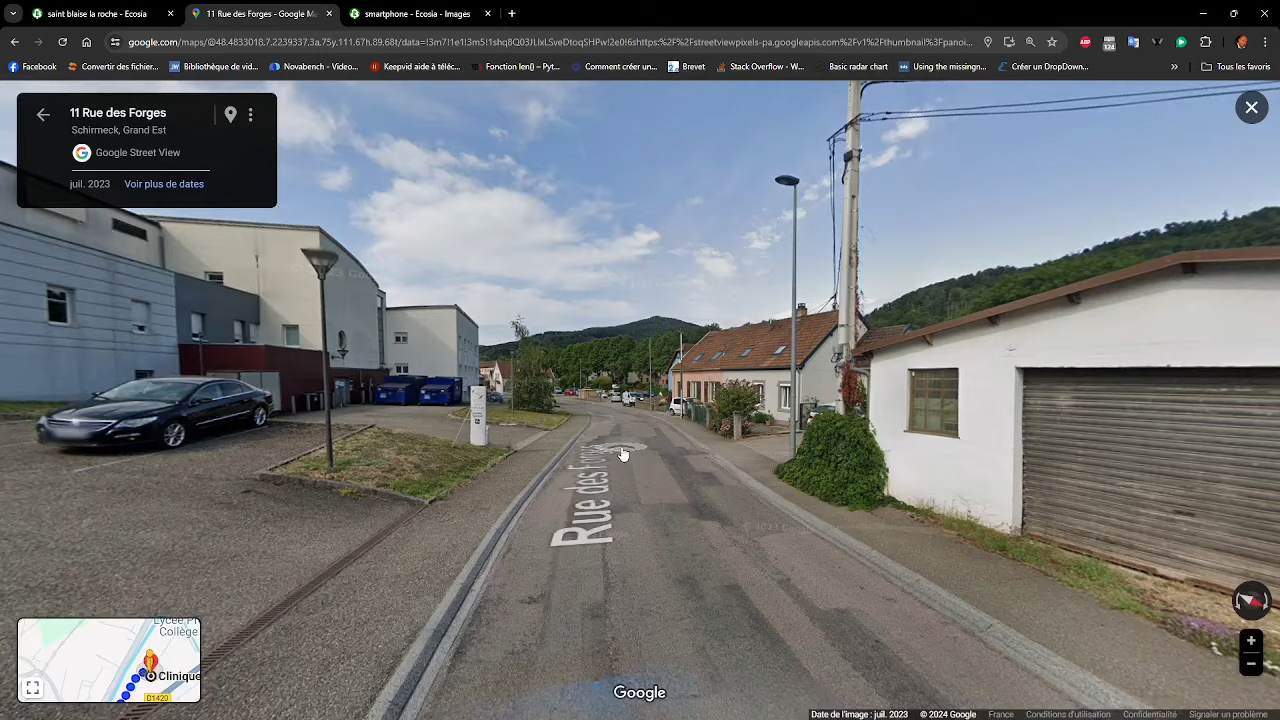 saint blaise la roche - Ecosia
11 Rue des Forges - Google M
smartphone - Ecosia - Images
google.com/maps/@48.4833018,7.2239337,3a,75y,111.67h,89.68t/data=!3m7!1e1!3m5!1shq8Q03JLlxLSveDtoqSHPw!2e0!6shttps:%2F%2Fstreetviewpixels-pa.googleapis.com%2Fv1%2Fthumbnail%3Fpanoi...
124
Facebook
Convertir des fichier...
Bibliothèque de vid...
Novabench - Video...
Keepvid aide à téléc...
Fonction len() – Pyt...
Comment créer un...
Brevet
Stack Overflow - W...
Basic radar chart
Using the missingn...
Créer un DropDown...
Tous les favoris
11 Rue des Forges
Schirmeck, Grand Est
Google Street View
juil. 2023
Voir plus de dates
Rue des Forges
Lycée Pr
Collège
Clinique
D1420
Google
Date de l'image : juil. 2023
© 2024 Google
France
Conditions d'utilisation
Confidentialité
Signaler un problème